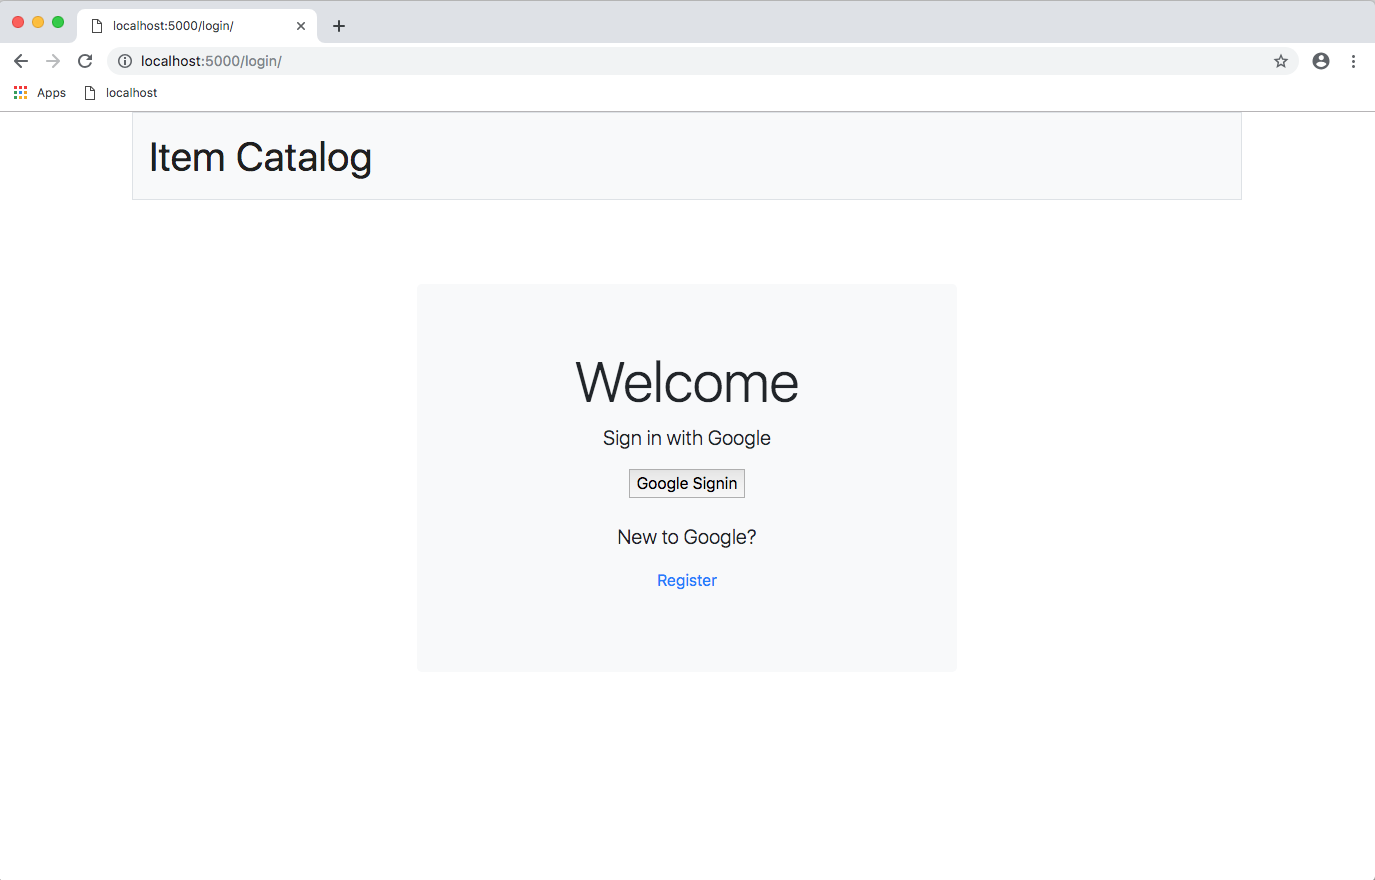 localhost:5000/login/
localhost:5000/login/
Apps localhost
Item Catalog
Welcome
Sign in with Google
Google Signin
New to Google?
Register